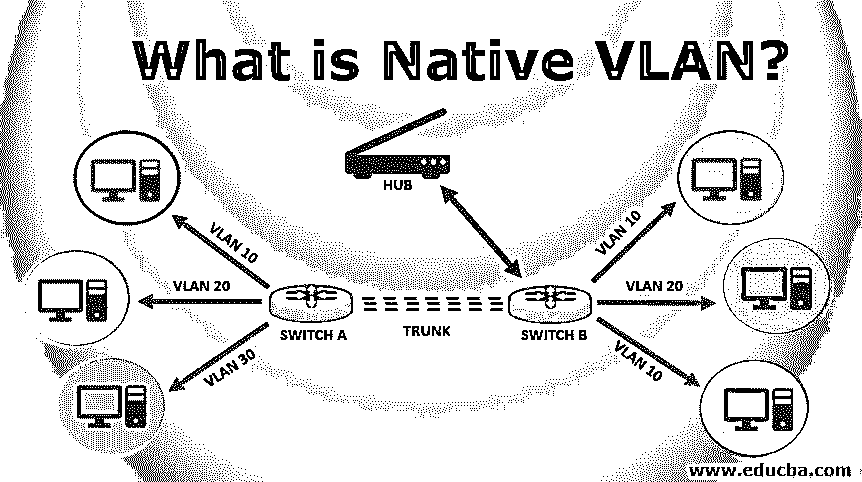 What is Native VLAN?
HUB
VLAN 10
VLAN 10
VLAN 20
VLAN 20
SWITCH A
TRUNK
SWITCH B
VLAN 30
VLAN 10
www.educba.com